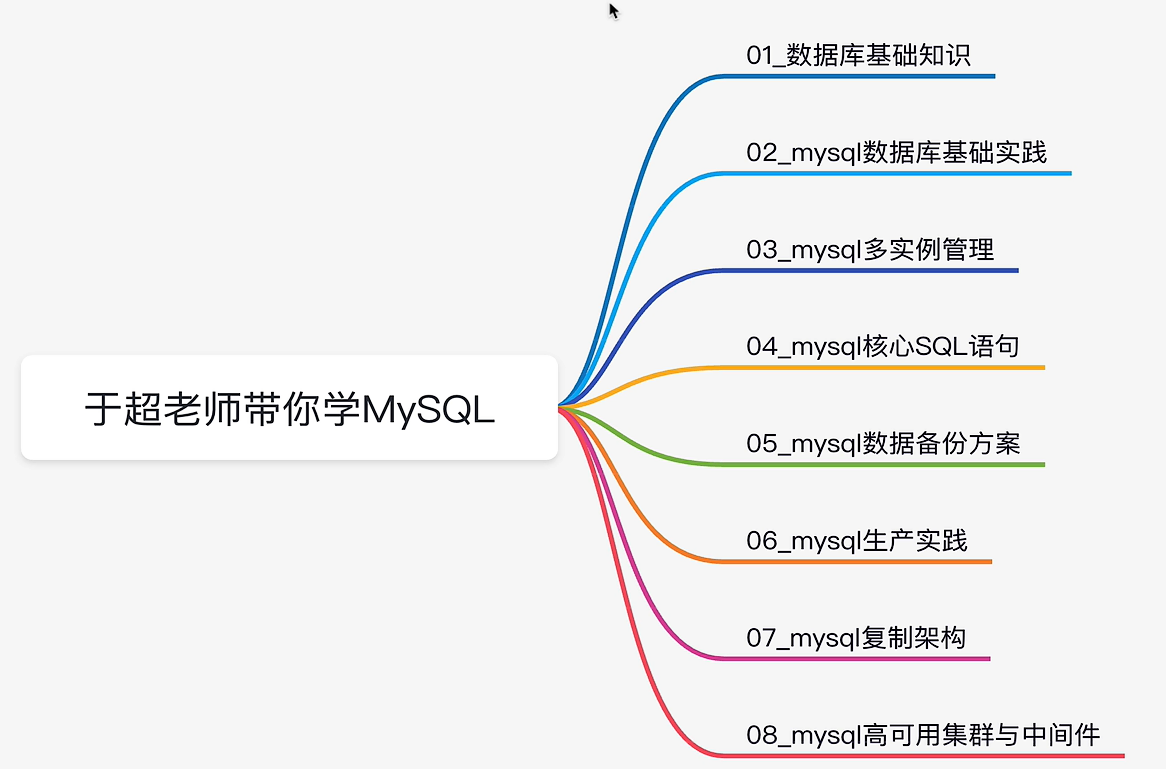 于超老师带你学MySQL
01_数据库基础知识
02_mysql数据库基础实践
03_mysql多实例管理
04_mysql核心SQL语句
05_mysql数据备份方案
06_mysql生产实践
07_mysql复制架构
08_mysql高可用集群与中间件